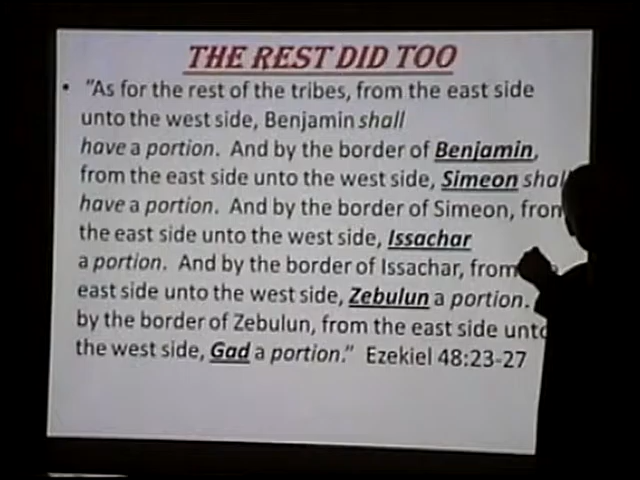 THE REST DID TOO
• "As for the rest of the tribes, from the east side
unto the west side, Benjamin shall
have a portion. And by the border of Benjamin,
from the east side unto the west side, Simeon shal
have a portion. And by the border of Simeon, from
the east side unto the west side, Issachar
a portion. And by the border of Issachar, from
east side unto the west side, Zebulun a portion.
by the border of Zebulun, from the east side unto
the west side, Gad a portion." Ezekiel 48:23-27